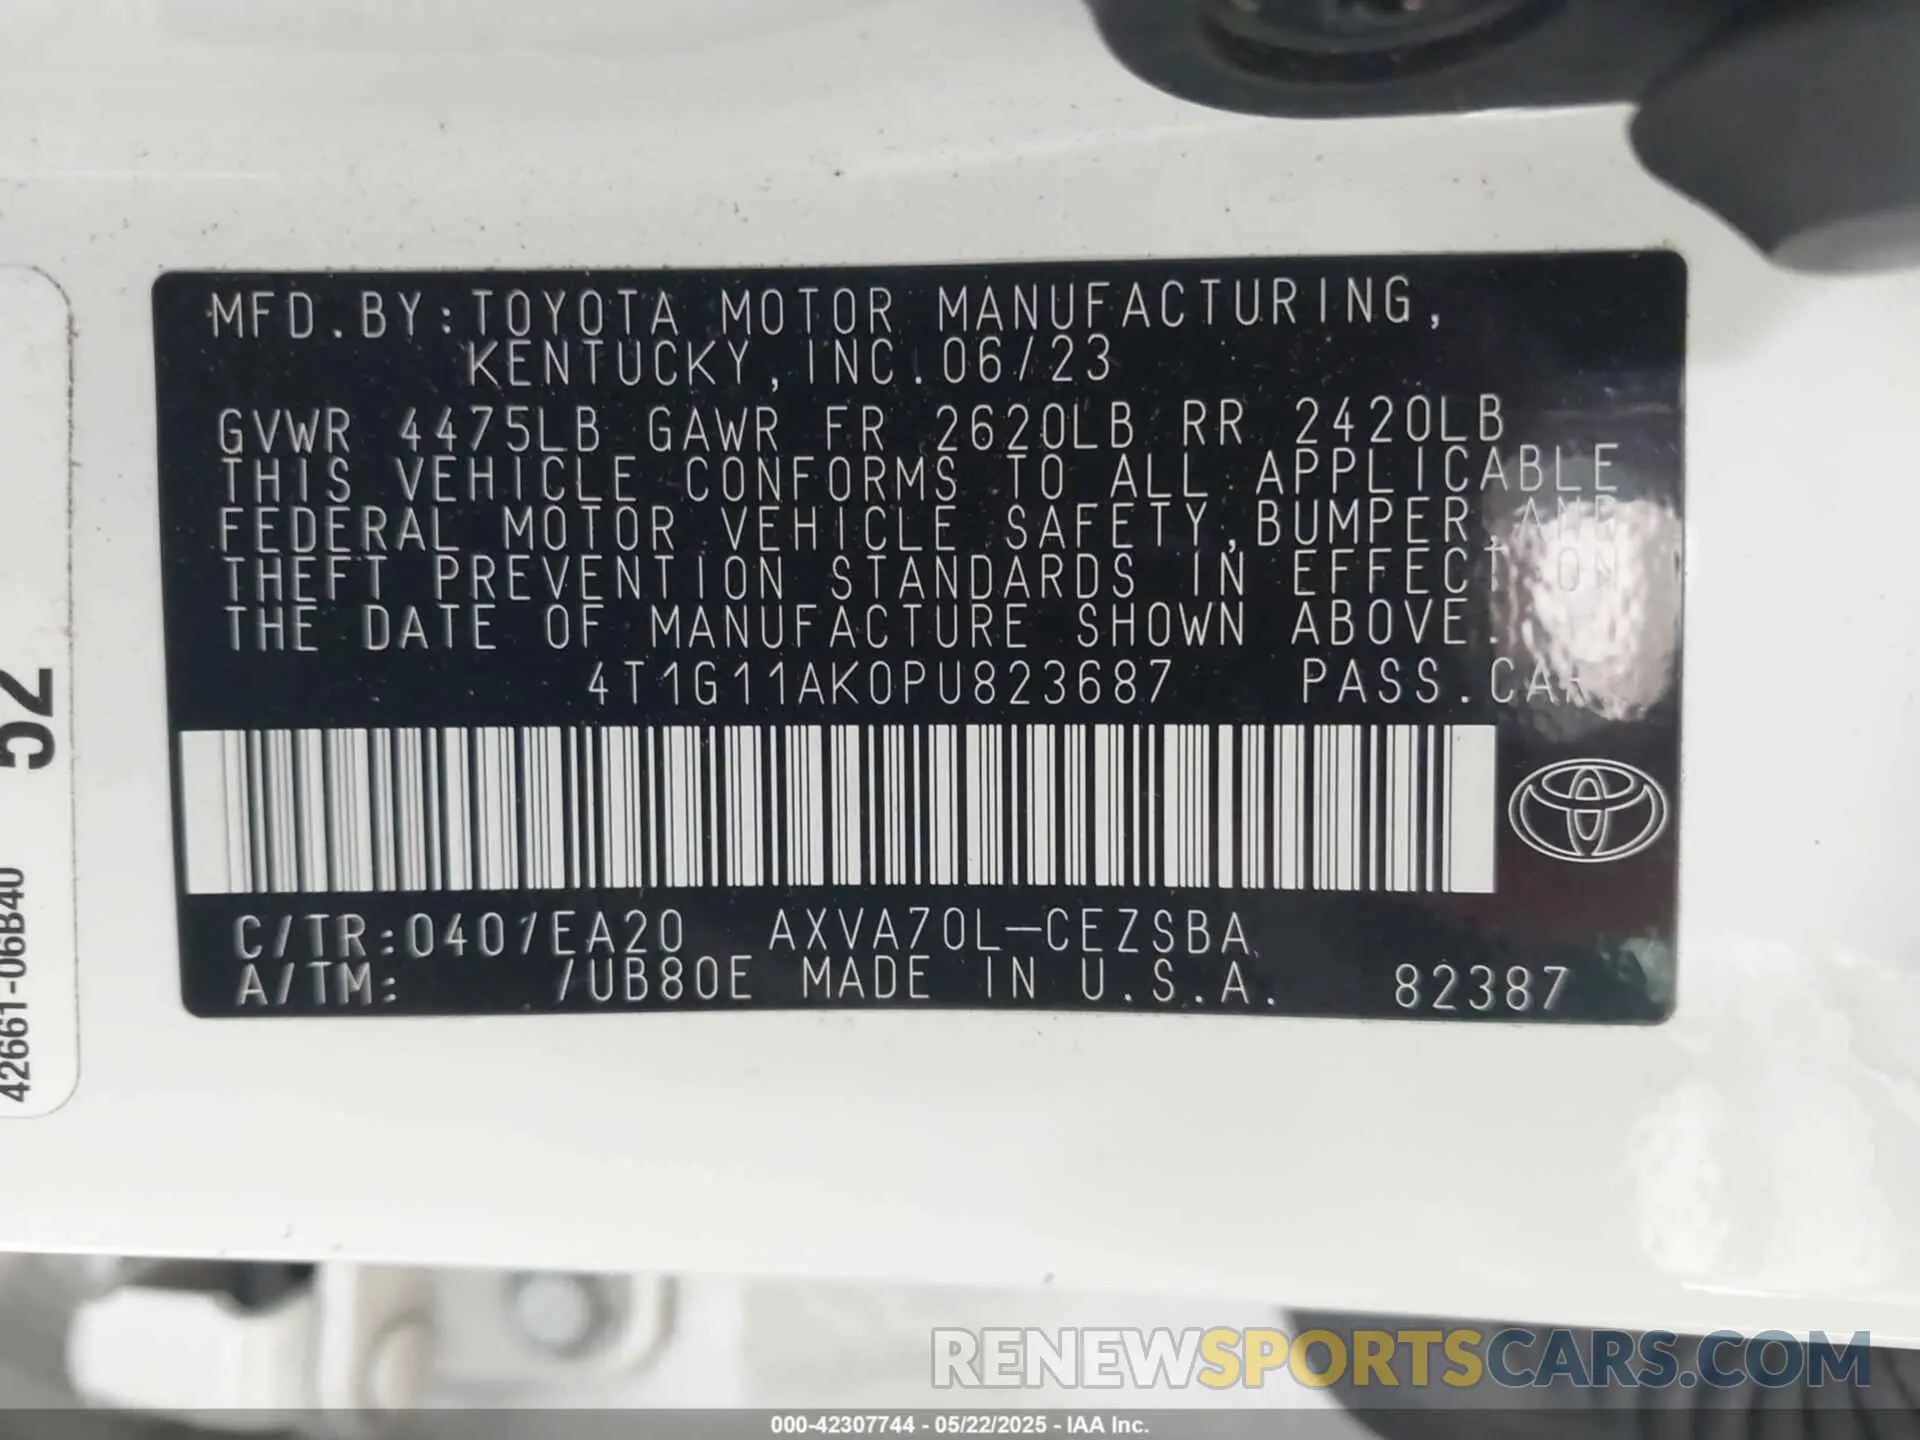 MFD.BY:TOYOTA MOTOR MANUFACTURING,
KENTUCKY,INC.06/23
GVWR 4475LB GAWR FR 2620LB RR 2420LB
THIS VEHICLE CONFORMS TO ALL APPLICABLE
FEDERAL MOTOR VEHICLE SAFETY,BUMPER,AND
THEFT PREVENTION STANDARDS IN EFFECT ON
THE DATE OF MANUFACTURE SHOWN ABOVE.
4T1G11AK0PU823687 PASS.CAR
C/TR:040/EA20 AXVA70L-CEZSBA
A/TM: /UB80E MADE IN U.S.A. 82387
52
42661-06B40
RENEWSPORTSCARS.COM
000-42307744 - 05/22/2025 - IAA Inc.